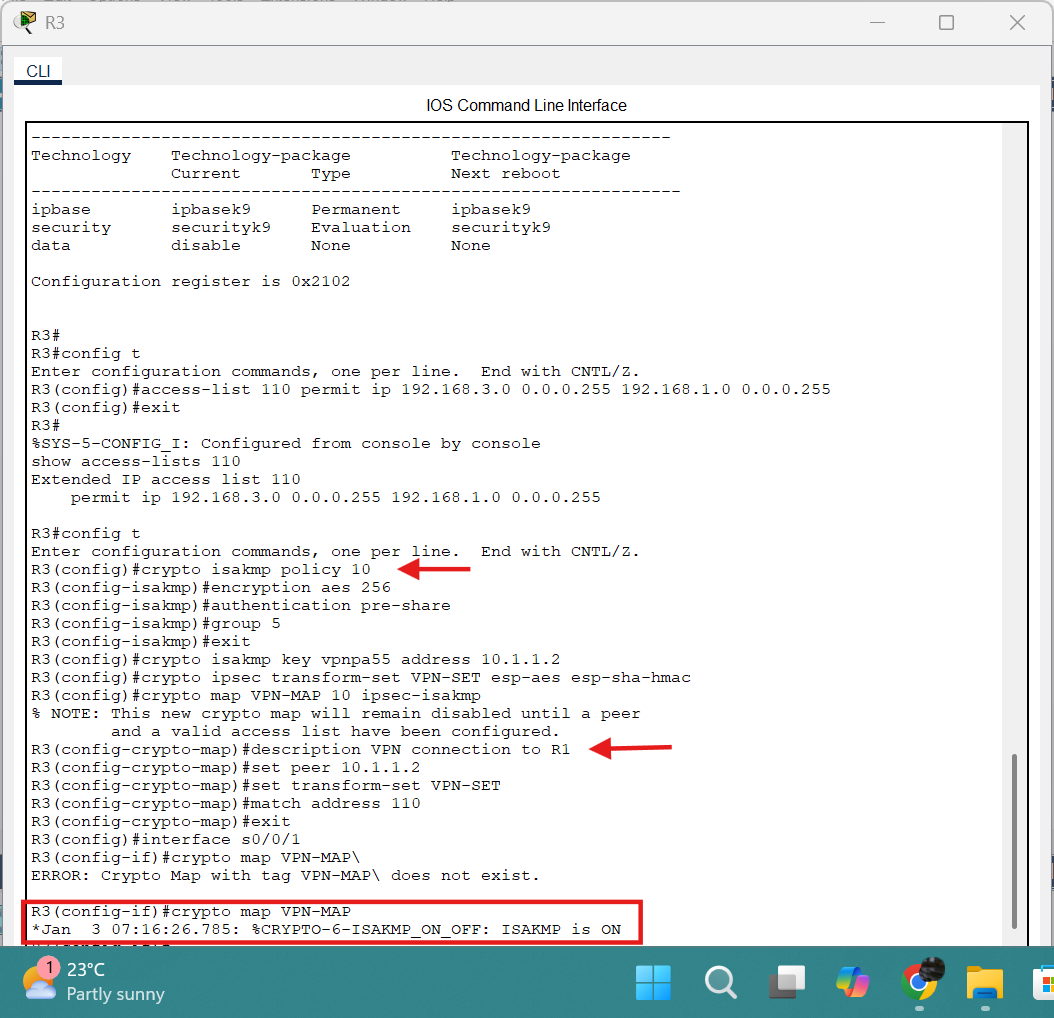 R3
CLI
IOS Command Line Interface
----------------------------------------------------------------
Technology    Technology-package          Technology-package
              Current       Type          Next reboot
-----------------------------------------------------------------
ipbase        ipbasek9      Permanent     ipbasek9
security      securityk9    Evaluation    securityk9
data          disable       None          None
Configuration register is 0x2102
R3#
R3#config t
Enter configuration commands, one per line.  End with CNTL/Z.
R3(config)#access-list 110 permit ip 192.168.3.0 0.0.0.255 192.168.1.0 0.0.0.255
R3(config)#exit
R3#
%SYS-5-CONFIG_I: Configured from console by console
show access-lists 110
Extended IP access list 110
    permit ip 192.168.3.0 0.0.0.255 192.168.1.0 0.0.0.255
R3#config t
Enter configuration commands, one per line.  End with CNTL/Z.
R3(config)#crypto isakmp policy 10
R3(config-isakmp)#encryption aes 256
R3(config-isakmp)#authentication pre-share
R3(config-isakmp)#group 5
R3(config-isakmp)#exit
R3(config)#crypto isakmp key vpnpa55 address 10.1.1.2
R3(config)#crypto ipsec transform-set VPN-SET esp-aes esp-sha-hmac
R3(config)#crypto map VPN-MAP 10 ipsec-isakmp
% NOTE: This new crypto map will remain disabled until a peer
        and a valid access list have been configured.
R3(config-crypto-map)#description VPN connection to R1
R3(config-crypto-map)#set peer 10.1.1.2
R3(config-crypto-map)#set transform-set VPN-SET
R3(config-crypto-map)#match address 110
R3(config-crypto-map)#exit
R3(config)#interface s0/0/1
R3(config-if)#crypto map VPN-MAP\
ERROR: Crypto Map with tag VPN-MAP\ does not exist.
R3(config-if)#crypto map VPN-MAP
*Jan  3 07:16:26.785: %CRYPTO-6-ISAKMP_ON_OFF: ISAKMP is ON
1
23°C
Partly sunny